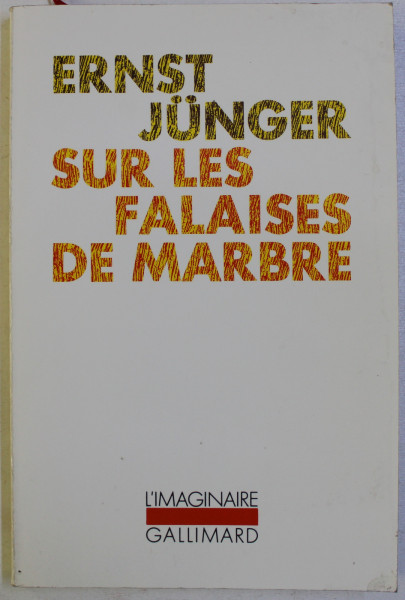 ERNST
JÜNGER
SUR LES
FALAISES
DE MARBRE
L'IMAGINAIRE
GALLIMARD